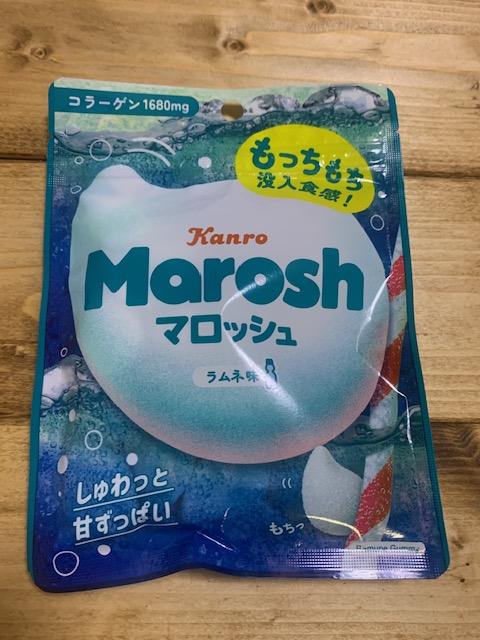 コラーゲン1680mg
もっちもち
没入食感！
Kanro
Marosh
マロッシュ
ラムネ味
しゅわっと
甘ずっぱい
もちっ
Ramune Gummy